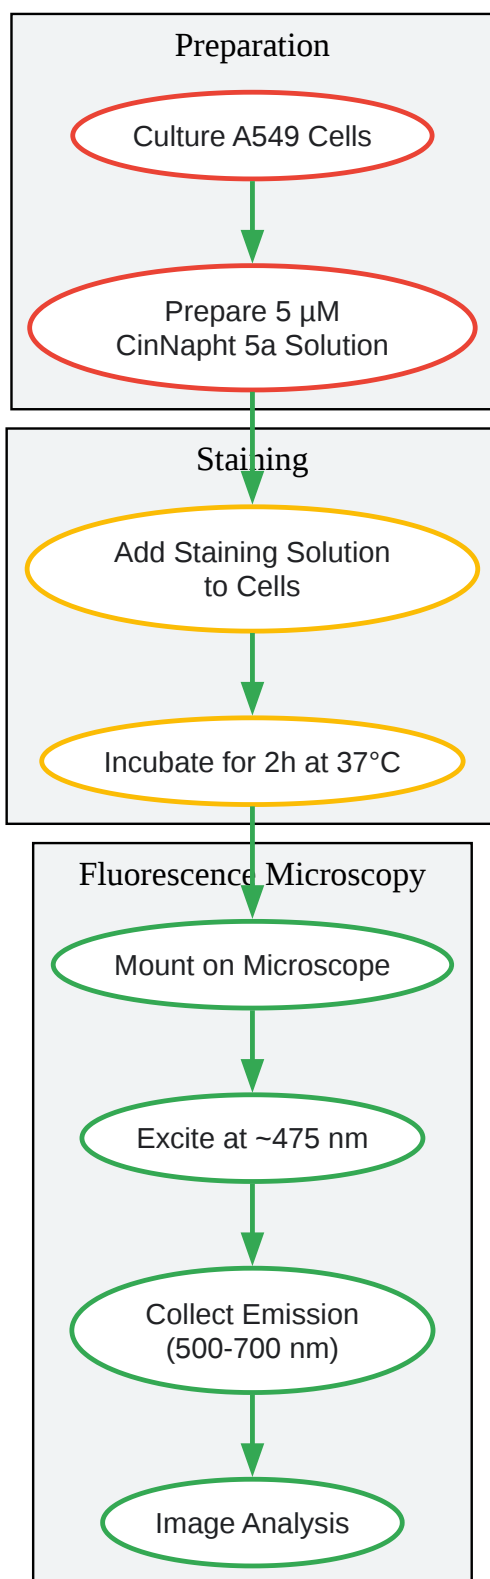 Preparation
Culture A549 Cells
Prepare 5 µM
CinNapht 5a Solution
Staining
Add Staining Solution
to Cells
Incubate for 2h at 37°C
Fluorescence Microscopy
Mount on Microscope
Excite at ~475 nm
Collect Emission
(500-700 nm)
Image Analysis